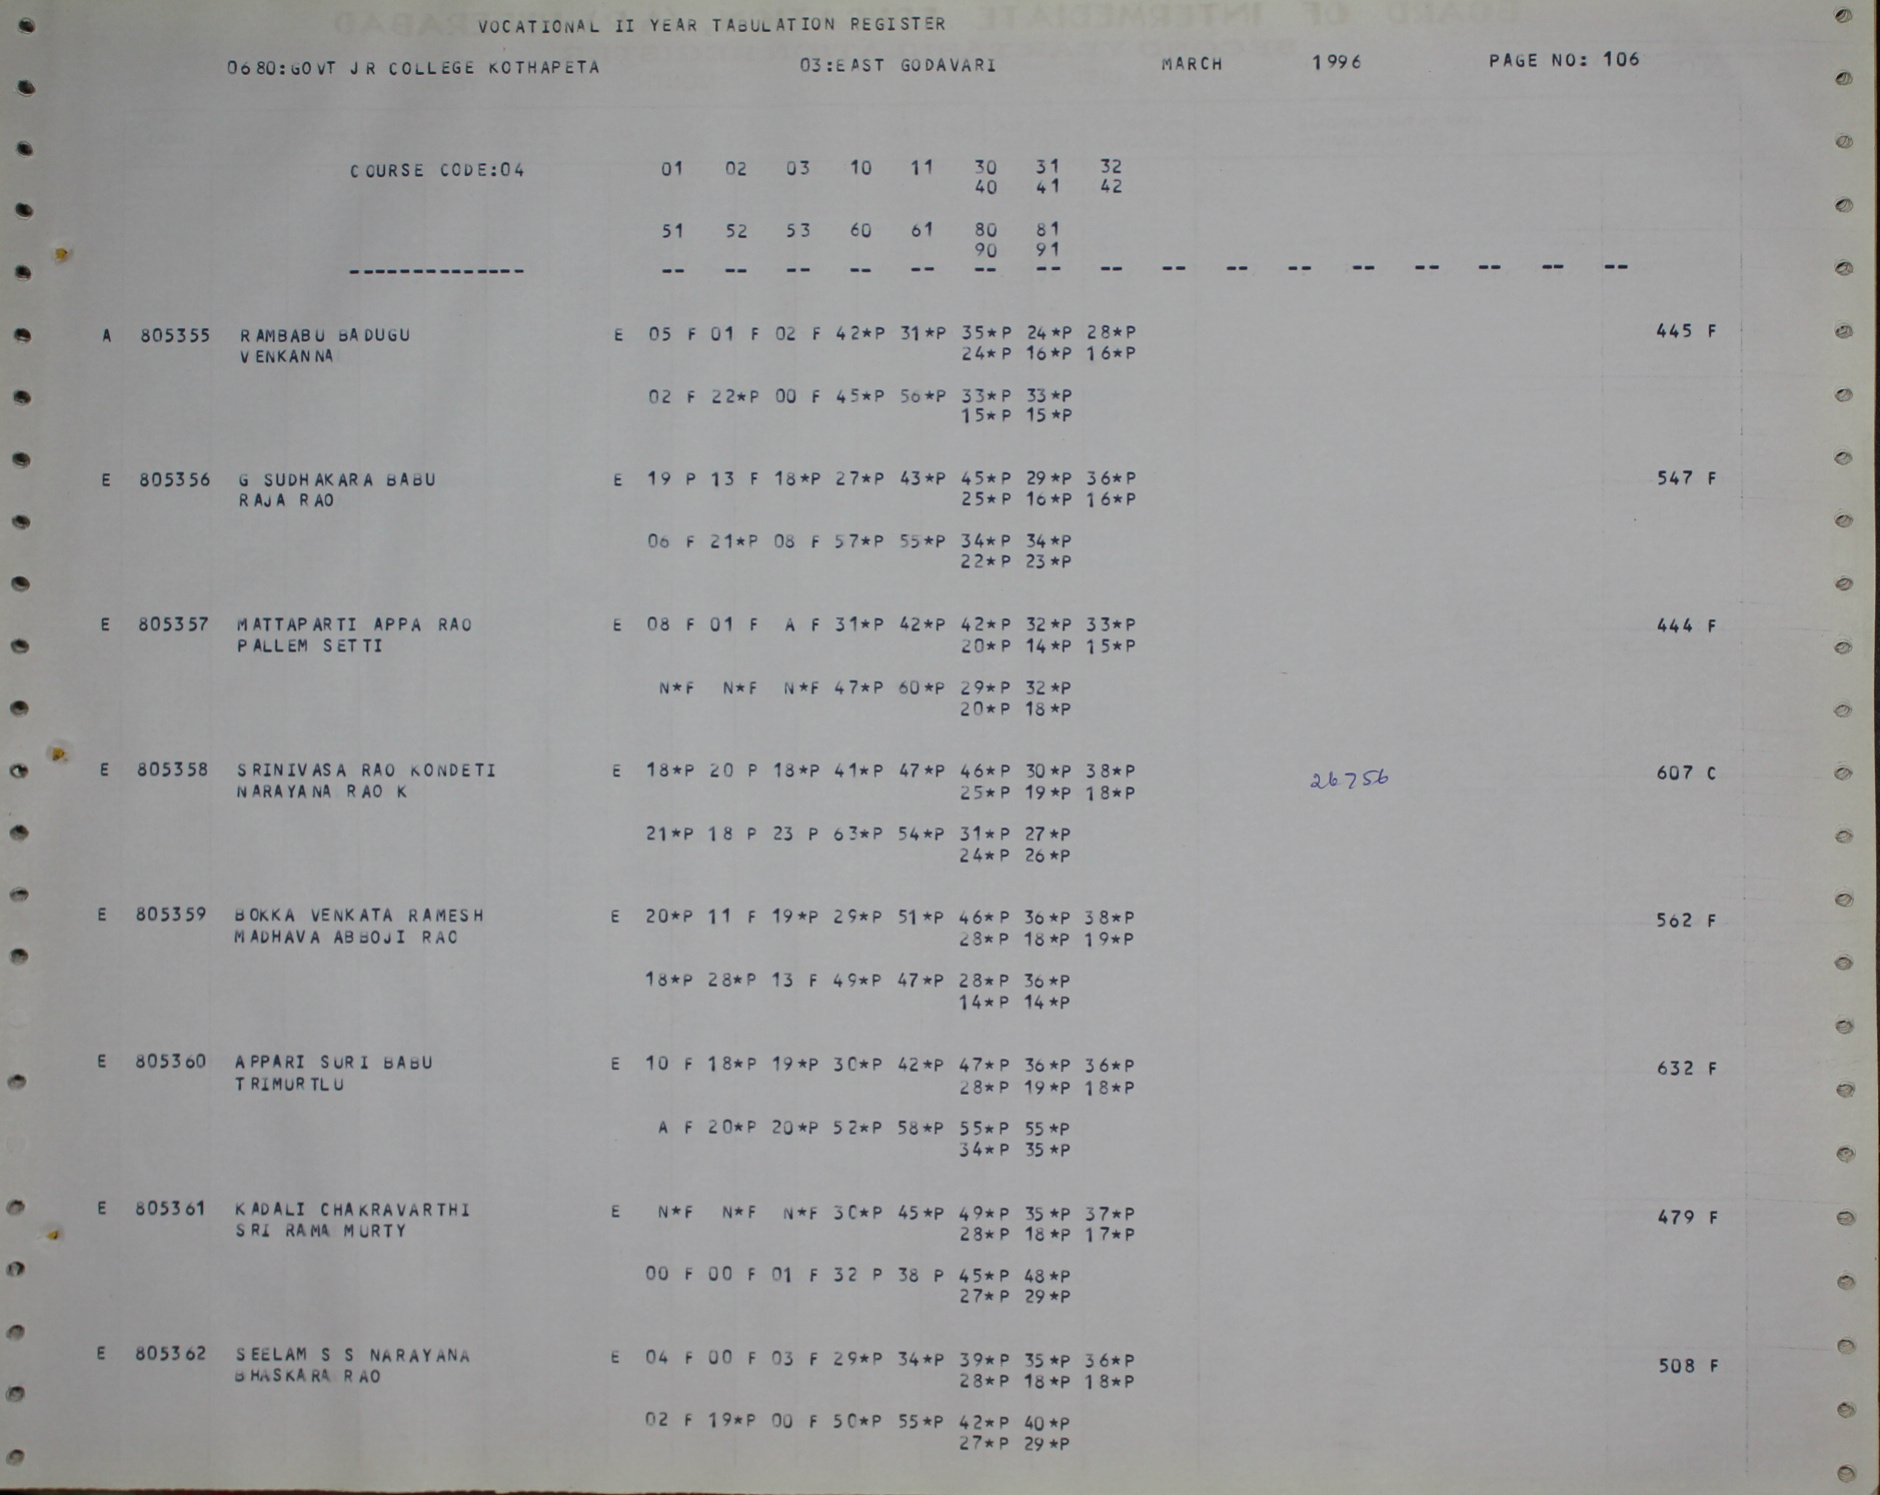 VOCATIONAL II YEAR TABULATION REGISTER
0680:GOVT JR COLLEGE KOTHAPETA 03:EAST GODAVARI MARCH 1996 PAGE NO: 106
COURSE CODE:04 01 02 03 10 11 30 31 32
40 41 42
51 52 53 60 61 80 81
90 91
-------------- -- -- -- -- -- -- -- -- -- -- -- -- -- -- -- --
A 805355 RAMBABU BADUGU E 05 F 01 F 02 F 42*P 31*P 35*P 24*P 28*P 445 F
VENKANNA 24*P 16*P 16*P
02 F 22*P 00 F 45*P 56*P 33*P 33*P
15*P 15*P
E 805356 G SUDHAKARA BABU E 19 P 13 F 18*P 27*P 43*P 45*P 29*P 36*P 547 F
RAJA RAO 25*P 16*P 16*P
06 F 21*P 08 F 57*P 55*P 34*P 34*P
22*P 23*P
E 805357 MATTAPARTI APPA RAO E 08 F 01 F A F 31*P 42*P 42*P 32*P 33*P 444 F
PALLEM SETTI 20*P 14*P 15*P
N*F N*F N*F 47*P 60*P 29*P 32*P
20*P 18*P
E 805358 SRINIVASA RAO KONDETI E 18*P 20 P 18*P 41*P 47*P 46*P 30*P 38*P 26756 607 C
NARAYANA RAO K 25*P 19*P 18*P
21*P 18 P 23 P 63*P 54*P 31*P 27*P
24*P 26*P
E 805359 BOKKA VENKATA RAMESH E 20*P 11 F 19*P 29*P 51*P 46*P 36*P 38*P 562 F
MADHAVA ABBOJI RAO 28*P 18*P 19*P
18*P 28*P 13 F 49*P 47*P 28*P 36*P
14*P 14*P
E 805360 APPARI SURI BABU E 10 F 18*P 19*P 30*P 42*P 47*P 36*P 36*P 632 F
TRIMURTLU 28*P 19*P 18*P
A F 20*P 20*P 52*P 58*P 55*P 55*P
34*P 35*P
E 805361 KADALI CHAKRAVARTHI E N*F N*F N*F 30*P 45*P 49*P 35*P 37*P 479 F
SRI RAMA MURTY 28*P 18*P 17*P
00 F 00 F 01 F 32 P 38 P 45*P 48*P
27*P 29*P
E 805362 SEELAM S S NARAYANA E 04 F 00 F 03 F 29*P 34*P 39*P 35*P 36*P 508 F
BHASKARA RAO 28*P 18*P 18*P
02 F 19*P 00 F 50*P 55*P 42*P 40*P
27*P 29*P